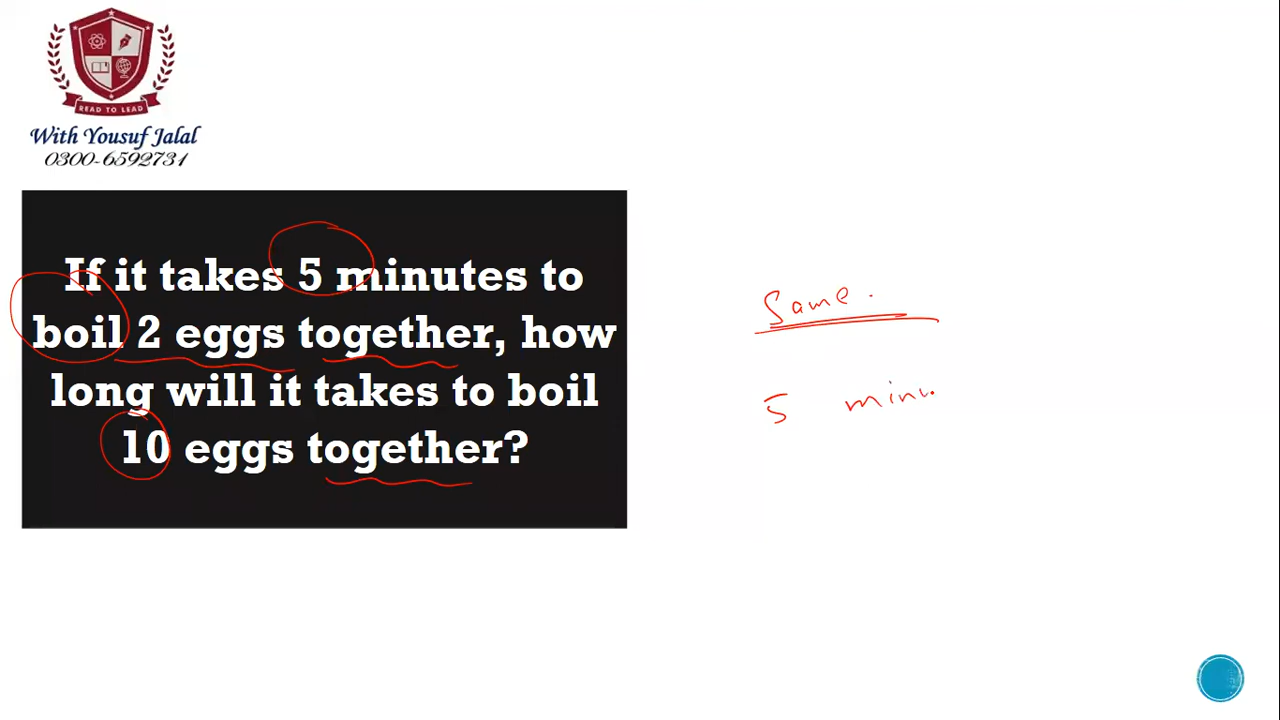 READ TO LEAD
With Yousuf Jalal
0300-6592731
If it takes 5 minutes to
boil 2 eggs together, how
long will it takes to boil
10 eggs together?
Same.
5 minu.